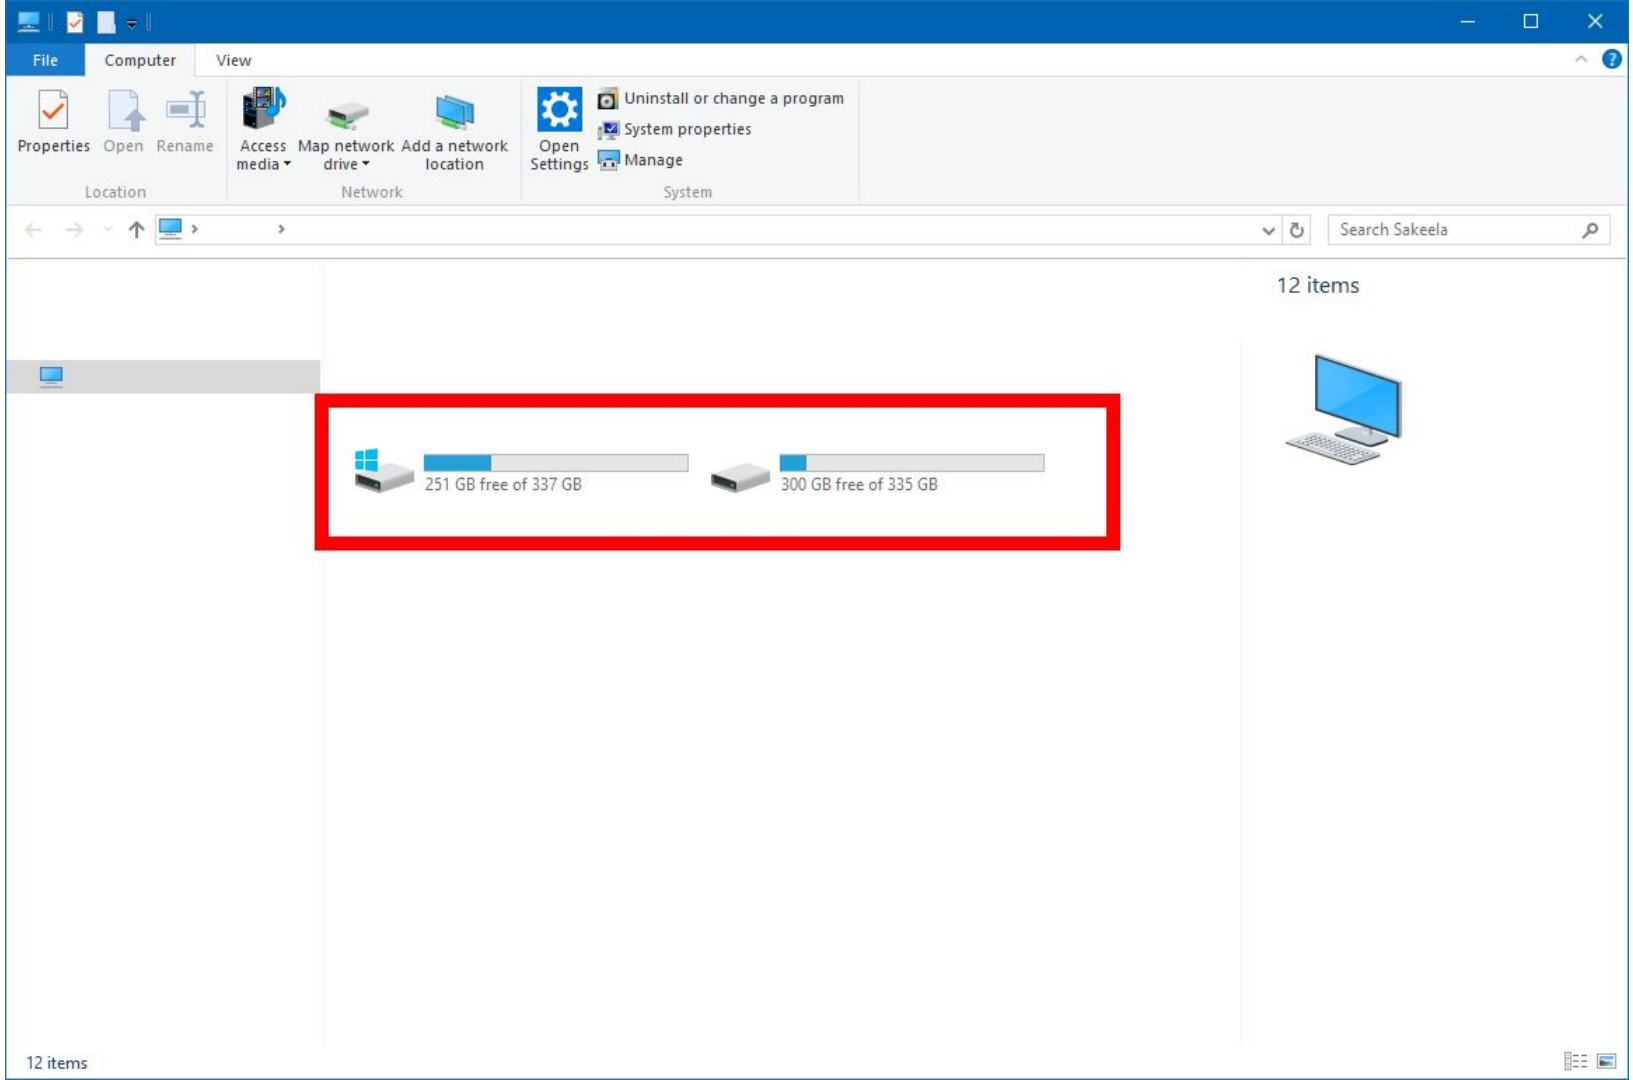 File Computer View
Properties Open Rename Access media Map network drive Add a network location Open Settings
Uninstall or change a program
System properties
Manage
Location Network System
Search Sakeela
12 items
251 GB free of 337 GB 300 GB free of 335 GB
12 items